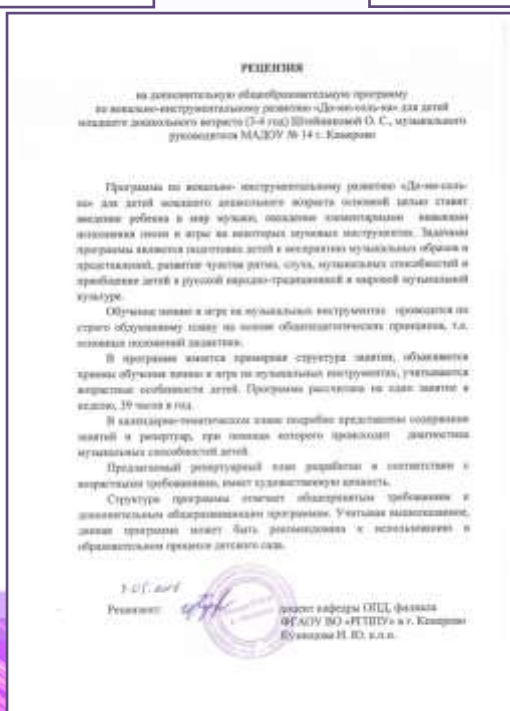 РЕЦЕНЗИЯ
на дополнительную общеобразовательную программу
по вокально-инструментальному развитию «До-ми-соль-ка» для детей
младшего дошкольного возраста (3-4 год) О. С., музыкального
руководителя МАДОУ № 14 г. Кемерово
Программа по вокально- инструментальному развитию «До-ми-соль-
ка» для детей младшего дошкольного возраста основной целью ставит
введение ребенка в мир музыки, овладение элементарными навыками
исполнения песен и игры на некоторых шумовых инструментах. Задачами
программы являются подготовка детей к восприятию музыкальных образов и
представлений, развитие чувства ритма, слуха, музыкальных способностей и
приобщение детей к русской народно-традиционной и мировой музыкальной
культуре.
Обучение пению и игре на музыкальных инструментах проводится по
строго обдуманному плану на основе общепедагогических принципов, т.е.
основных положений дидактики.
В программе имеется примерная структура занятия, объясняются
приемы обучения пению и игре на музыкальных инструментах, учитываются
возрастные особенности детей. Программа рассчитана на одно занятие в
неделю, 39 часов в год.
В календарно-тематическом плане подробно представлены содержание
занятий и репертуар, при помощи которого происходит диагностика
музыкальных способностей детей.
Предлагаемый репертуарный план разработан в соответствии с
возрастными требованиями, имеет художественную ценность.
Структура программы отвечает общепринятым требованиям к
дополнительным общеразвивающим программам. Учитывая вышесказанное,
данная программа может быть рекомендована к использованию в
образовательном процессе детского сада.
Рецензент:
доцент кафедры ОПД, филиала
ФГАОУ ВО «РГППУ» в г. Кемерово
И. Ю. к.п.н.